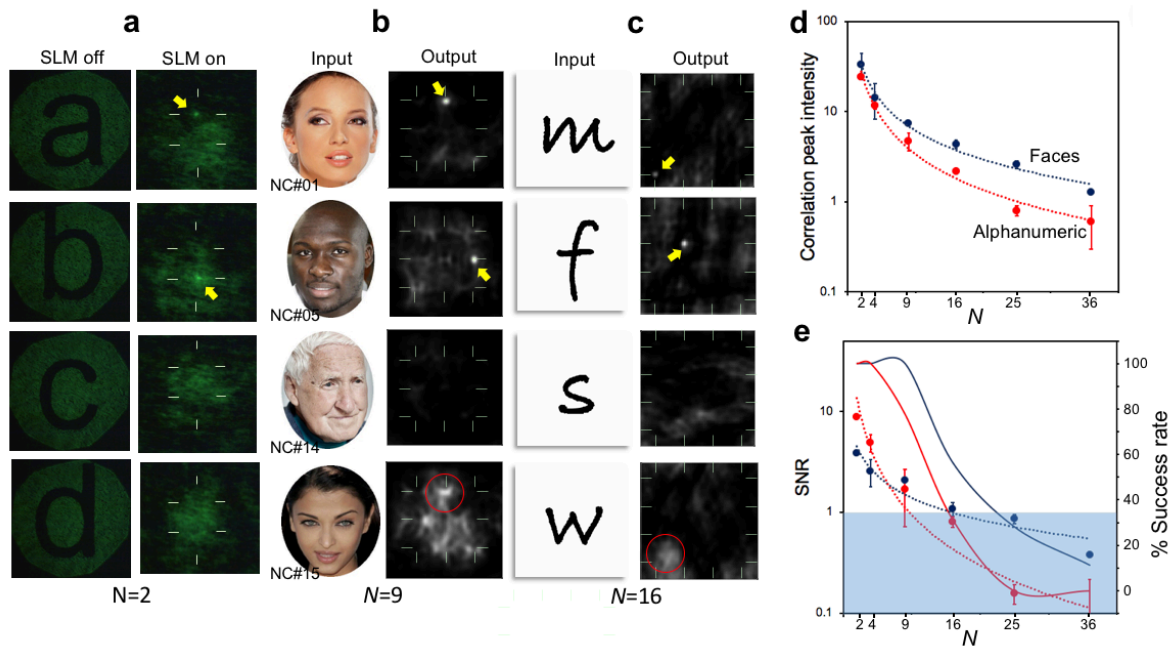 a
SLM off
SLM on
a
b
c
d
N=2
b
Input
Output
NC#01
NC#05
NC#14
NC#15
N=9
c
Input
Output
m
f
s
w
N=16
d
Correlation peak intensity
100
10
1
0.1
Faces
Alphanumeric
2 4 9 16 25 36
N
e
SNR
10
1
0.1
% Success rate
100
80
60
40
20
0
2 4 9 16 25 36
N